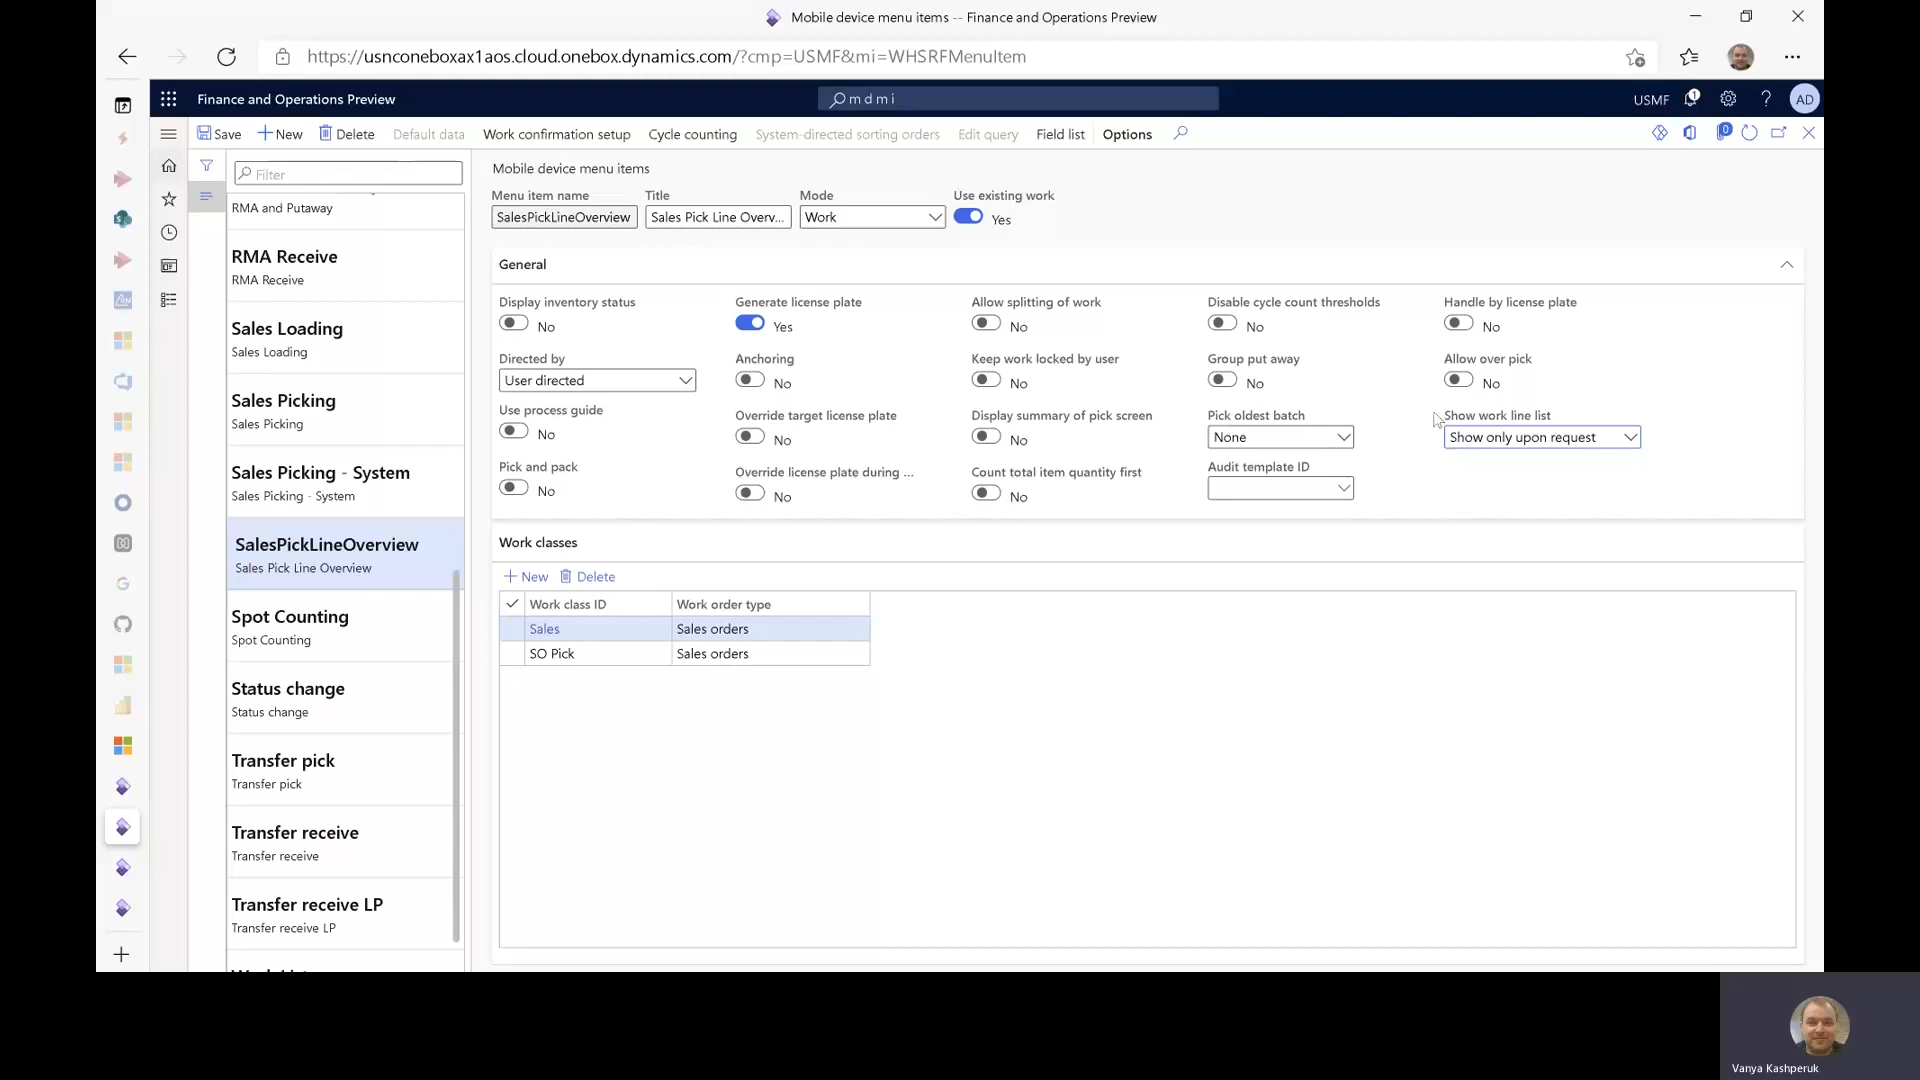 Mobile device menu items -- Finance and Operations Preview
https://usnconeboxax1aos.cloud.onebox.dynamics.com/?cmp=USMF&mi=WHSRFMenuItem
Finance and Operations Preview
mdmi
USMF
1
?
AD
Save
New
Delete
Default data
Work confirmation setup
Cycle counting
System-directed sorting orders
Edit query
Field list
Options
0
Filter
RMA and Putaway
RMA Receive
RMA Receive
Sales Loading
Sales Loading
Sales Picking
Sales Picking
Sales Picking - System
Sales Picking - System
SalesPickLineOverview
Sales Pick Line Overview
Spot Counting
Spot Counting
Status change
Status change
Transfer pick
Transfer pick
Transfer receive
Transfer receive
Transfer receive LP
Transfer receive LP
Mobile device menu items
Menu item name
SalesPickLineOverview
Title
Sales Pick Line Overv...
Mode
Work
Use existing work
Yes
General
Display inventory status
No
Directed by
User directed
Use process guide
No
Pick and pack
No
Generate license plate
Yes
Anchoring
No
Override target license plate
No
Override license plate during ...
No
Allow splitting of work
No
Keep work locked by user
No
Display summary of pick screen
No
Count total item quantity first
No
Disable cycle count thresholds
No
Group put away
No
Pick oldest batch
None
Audit template ID
Handle by license plate
No
Allow over pick
No
Show work line list
Show only upon request
Work classes
New
Delete
Work class ID
Work order type
Sales
Sales orders
SO Pick
Sales orders
Vanya Kashperuk